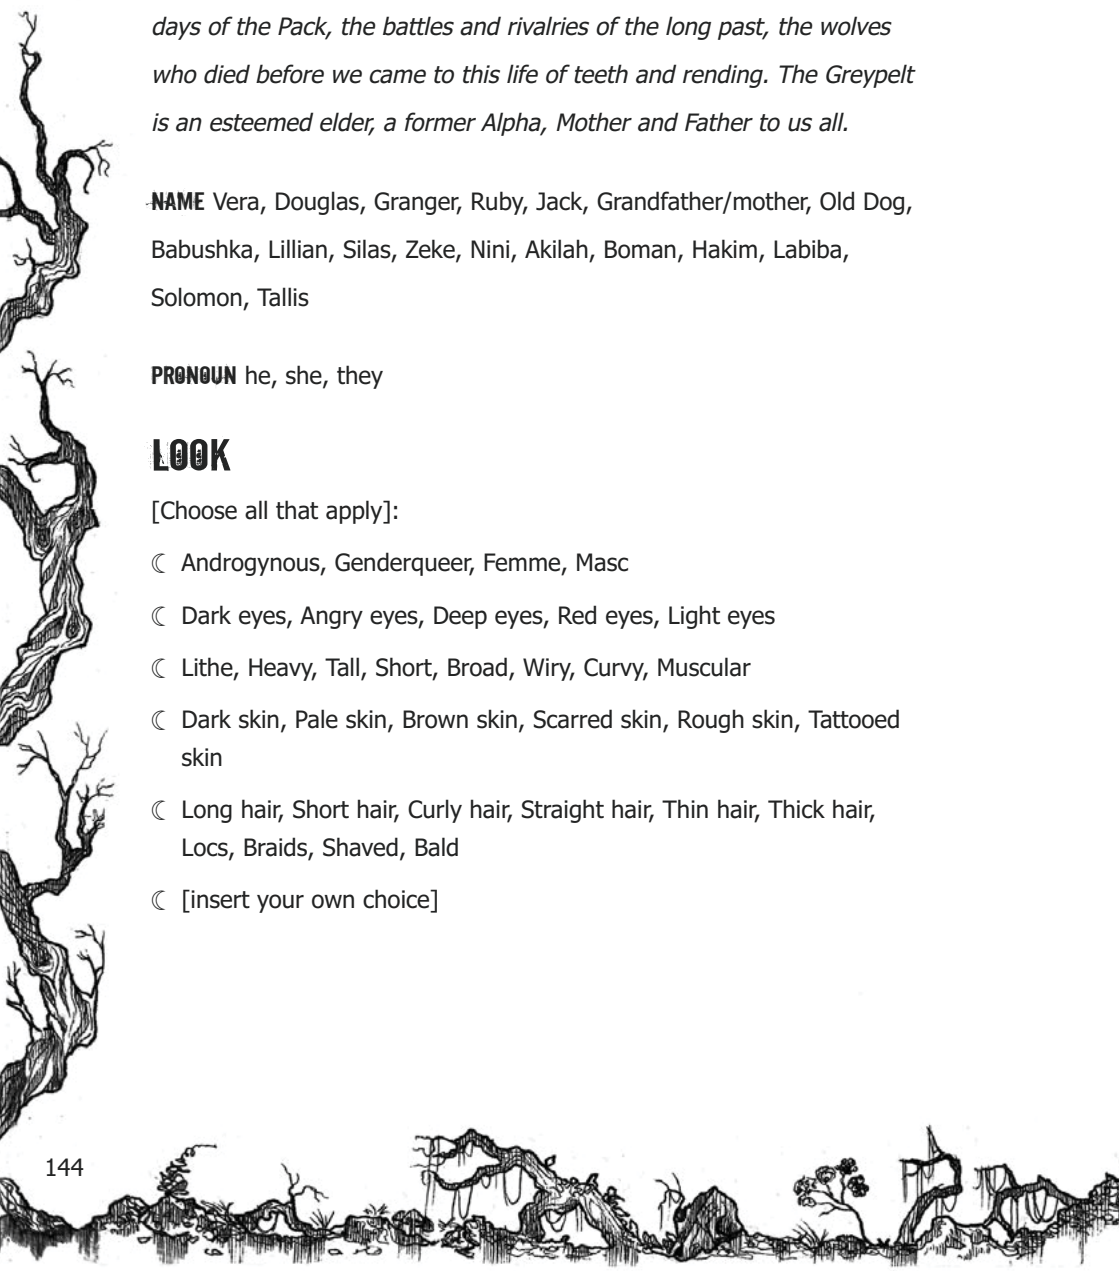 days of the Pack, the battles and rivalries of the long past, the wolves
who died before we came to this life of teeth and rending. The Greypelt
is an esteemed elder, a former Alpha, Mother and Father to us all.
NAME Vera, Douglas, Granger, Ruby, Jack, Grandfather/mother, Old Dog,
Babushka, Lillian, Silas, Zeke, Nini, Akilah, Boman, Hakim, Labiba,
Solomon, Tallis
PRONOUN he, she, they
LOOK
[Choose all that apply]:
☾ Androgynous, Genderqueer, Femme, Masc
☾ Dark eyes, Angry eyes, Deep eyes, Red eyes, Light eyes
☾ Lithe, Heavy, Tall, Short, Broad, Wiry, Curvy, Muscular
☾ Dark skin, Pale skin, Brown skin, Scarred skin, Rough skin, Tattooed
skin
☾ Long hair, Short hair, Curly hair, Straight hair, Thin hair, Thick hair,
Locs, Braids, Shaved, Bald
☾ [insert your own choice]
144